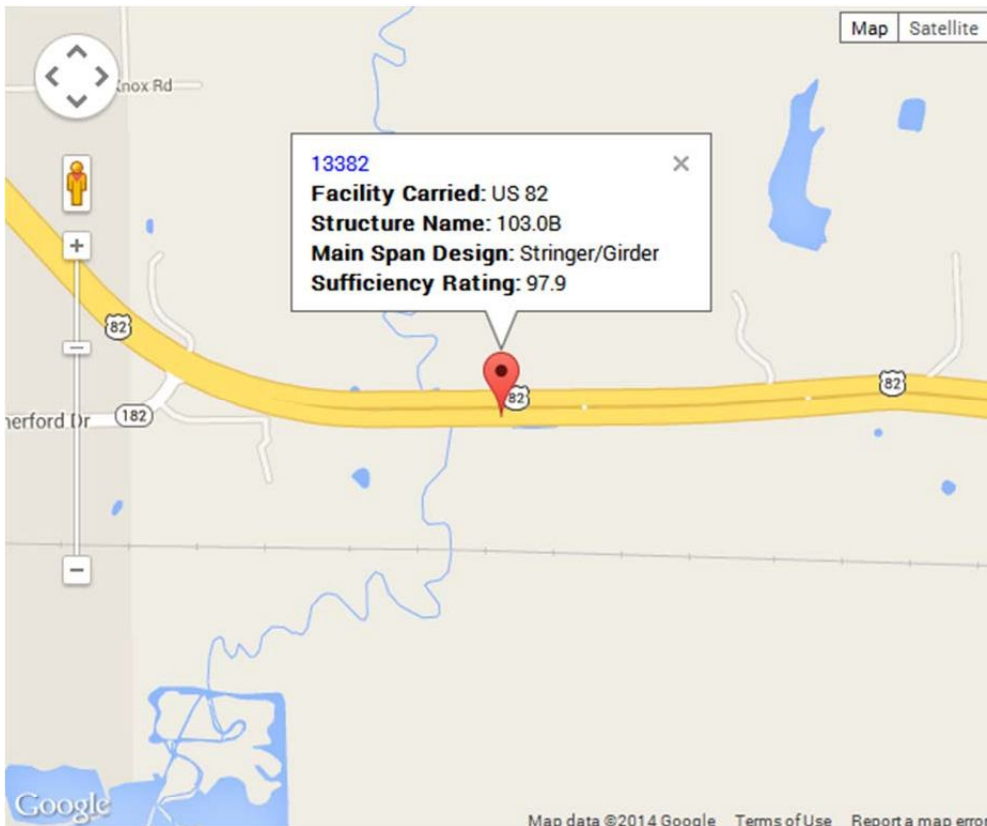 Map Satellite
Knox Rd
13382
Facility Carried: US 82
Structure Name: 103.0B
Main Span Design: Stringer/Girder
Sufficiency Rating: 97.9
82
82
82
herford Dr
182
Google
Map data ©2014 Google Terms of Use Report a map error